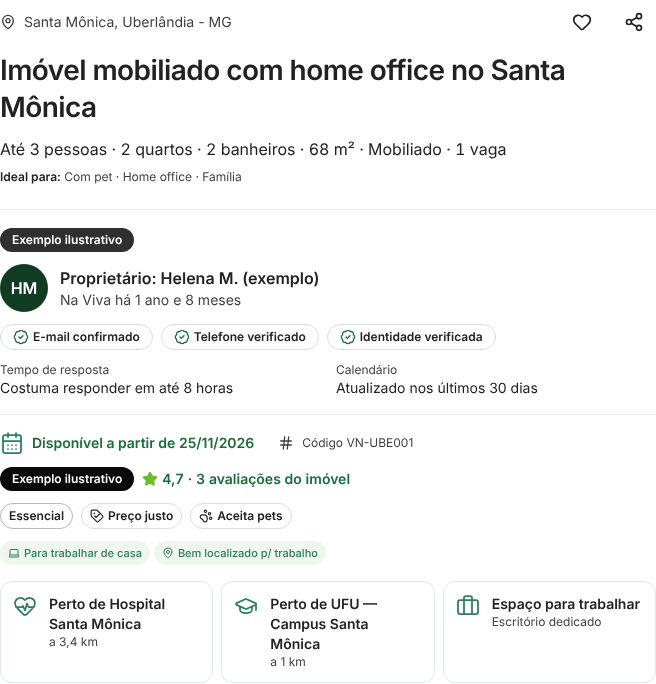 Santa Mônica, Uberlândia - MG
Imóvel mobiliado com home office no Santa
Mônica
Até 3 pessoas · 2 quartos · 2 banheiros · 68 m² · Mobiliado · 1 vaga
Ideal para: Com pet · Home office · Família
Exemplo ilustrativo
HM
Proprietário: Helena M. (exemplo)
Na Viva há 1 ano e 8 meses
E-mail confirmado
Telefone verificado
Identidade verificada
Tempo de resposta
Costuma responder em até 8 horas
Calendário
Atualizado nos últimos 30 dias
Disponível a partir de 25/11/2026
Código VN-UBE001
Exemplo ilustrativo
4,7 · 3 avaliações do imóvel
Essencial
Preço justo
Aceita pets
Para trabalhar de casa
Bem localizado p/ trabalho
Perto de Hospital
Santa Mônica
a 3,4 km
Perto de UFU —
Campus Santa
Mônica
a 1 km
Espaço para trabalhar
Escritório dedicado